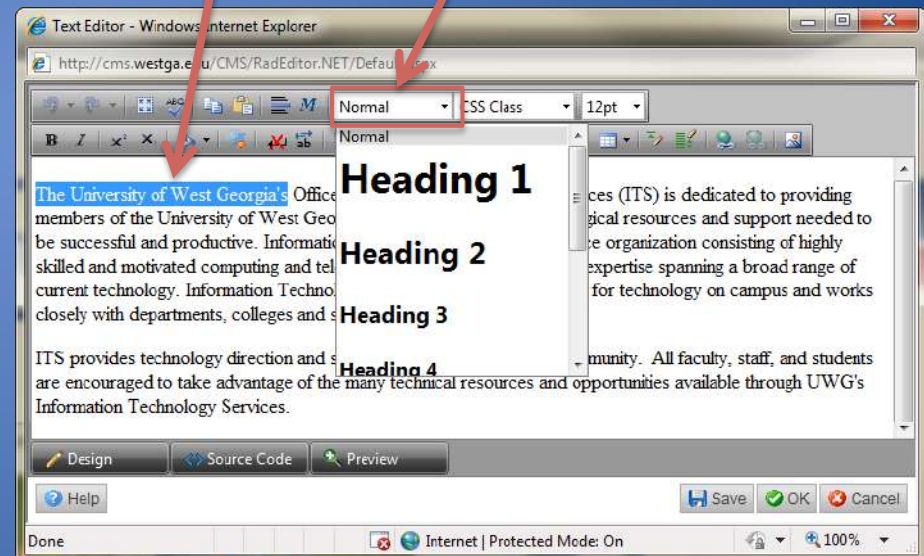 Text Editor - Windows Internet Explorer
http://cms.westga.edu/CMS/RadEditor.NET/Default.aspx
ABC M Normal CSS Class 12pt
B I x² ×
Normal
Heading 1
Heading 2
Heading 3
Heading 4
The University of West Georgia's Office ces (ITS) is dedicated to providing
members of the University of West Geo gical resources and support needed to
be successful and productive. Informatio organization consisting of highly
skilled and motivated computing and tel expertise spanning a broad range of
current technology. Information Techno for technology on campus and works
closely with departments, colleges and s
ITS provides technology direction and s munity. All faculty, staff, and students
are encouraged to take advantage of the many technical resources and opportunities available through UWG's
Information Technology Services.
Design Source Code Preview
Help Save OK Cancel
Done Internet | Protected Mode: On 100%